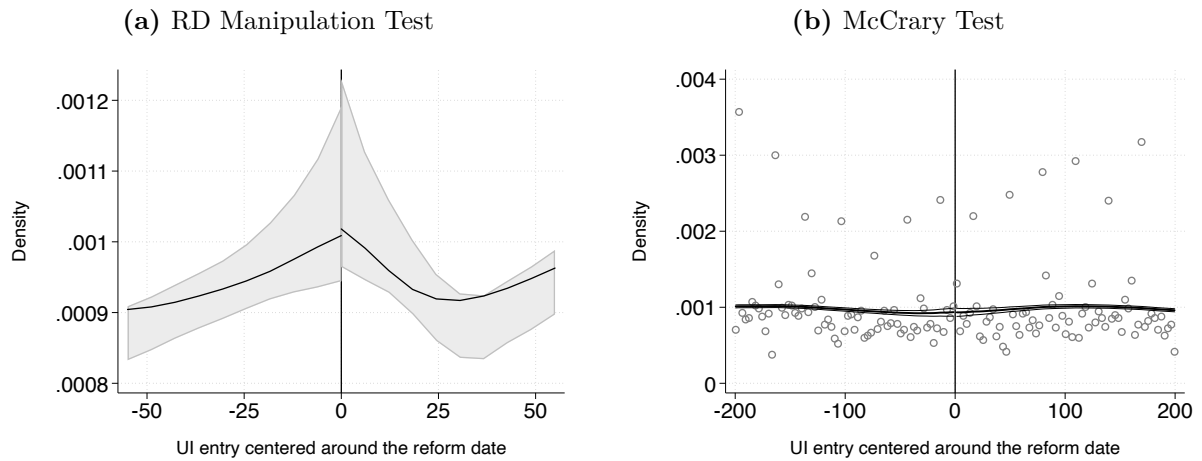 (a) RD Manipulation Test
.0012
.0011
.001
.0009
.0008
Density
-50 -25 0 25 50
UI entry centered around the reform date
(b) McCrary Test
.004
.003
.002
.001
0
Density
-200 -100 0 100 200
UI entry centered around the reform date